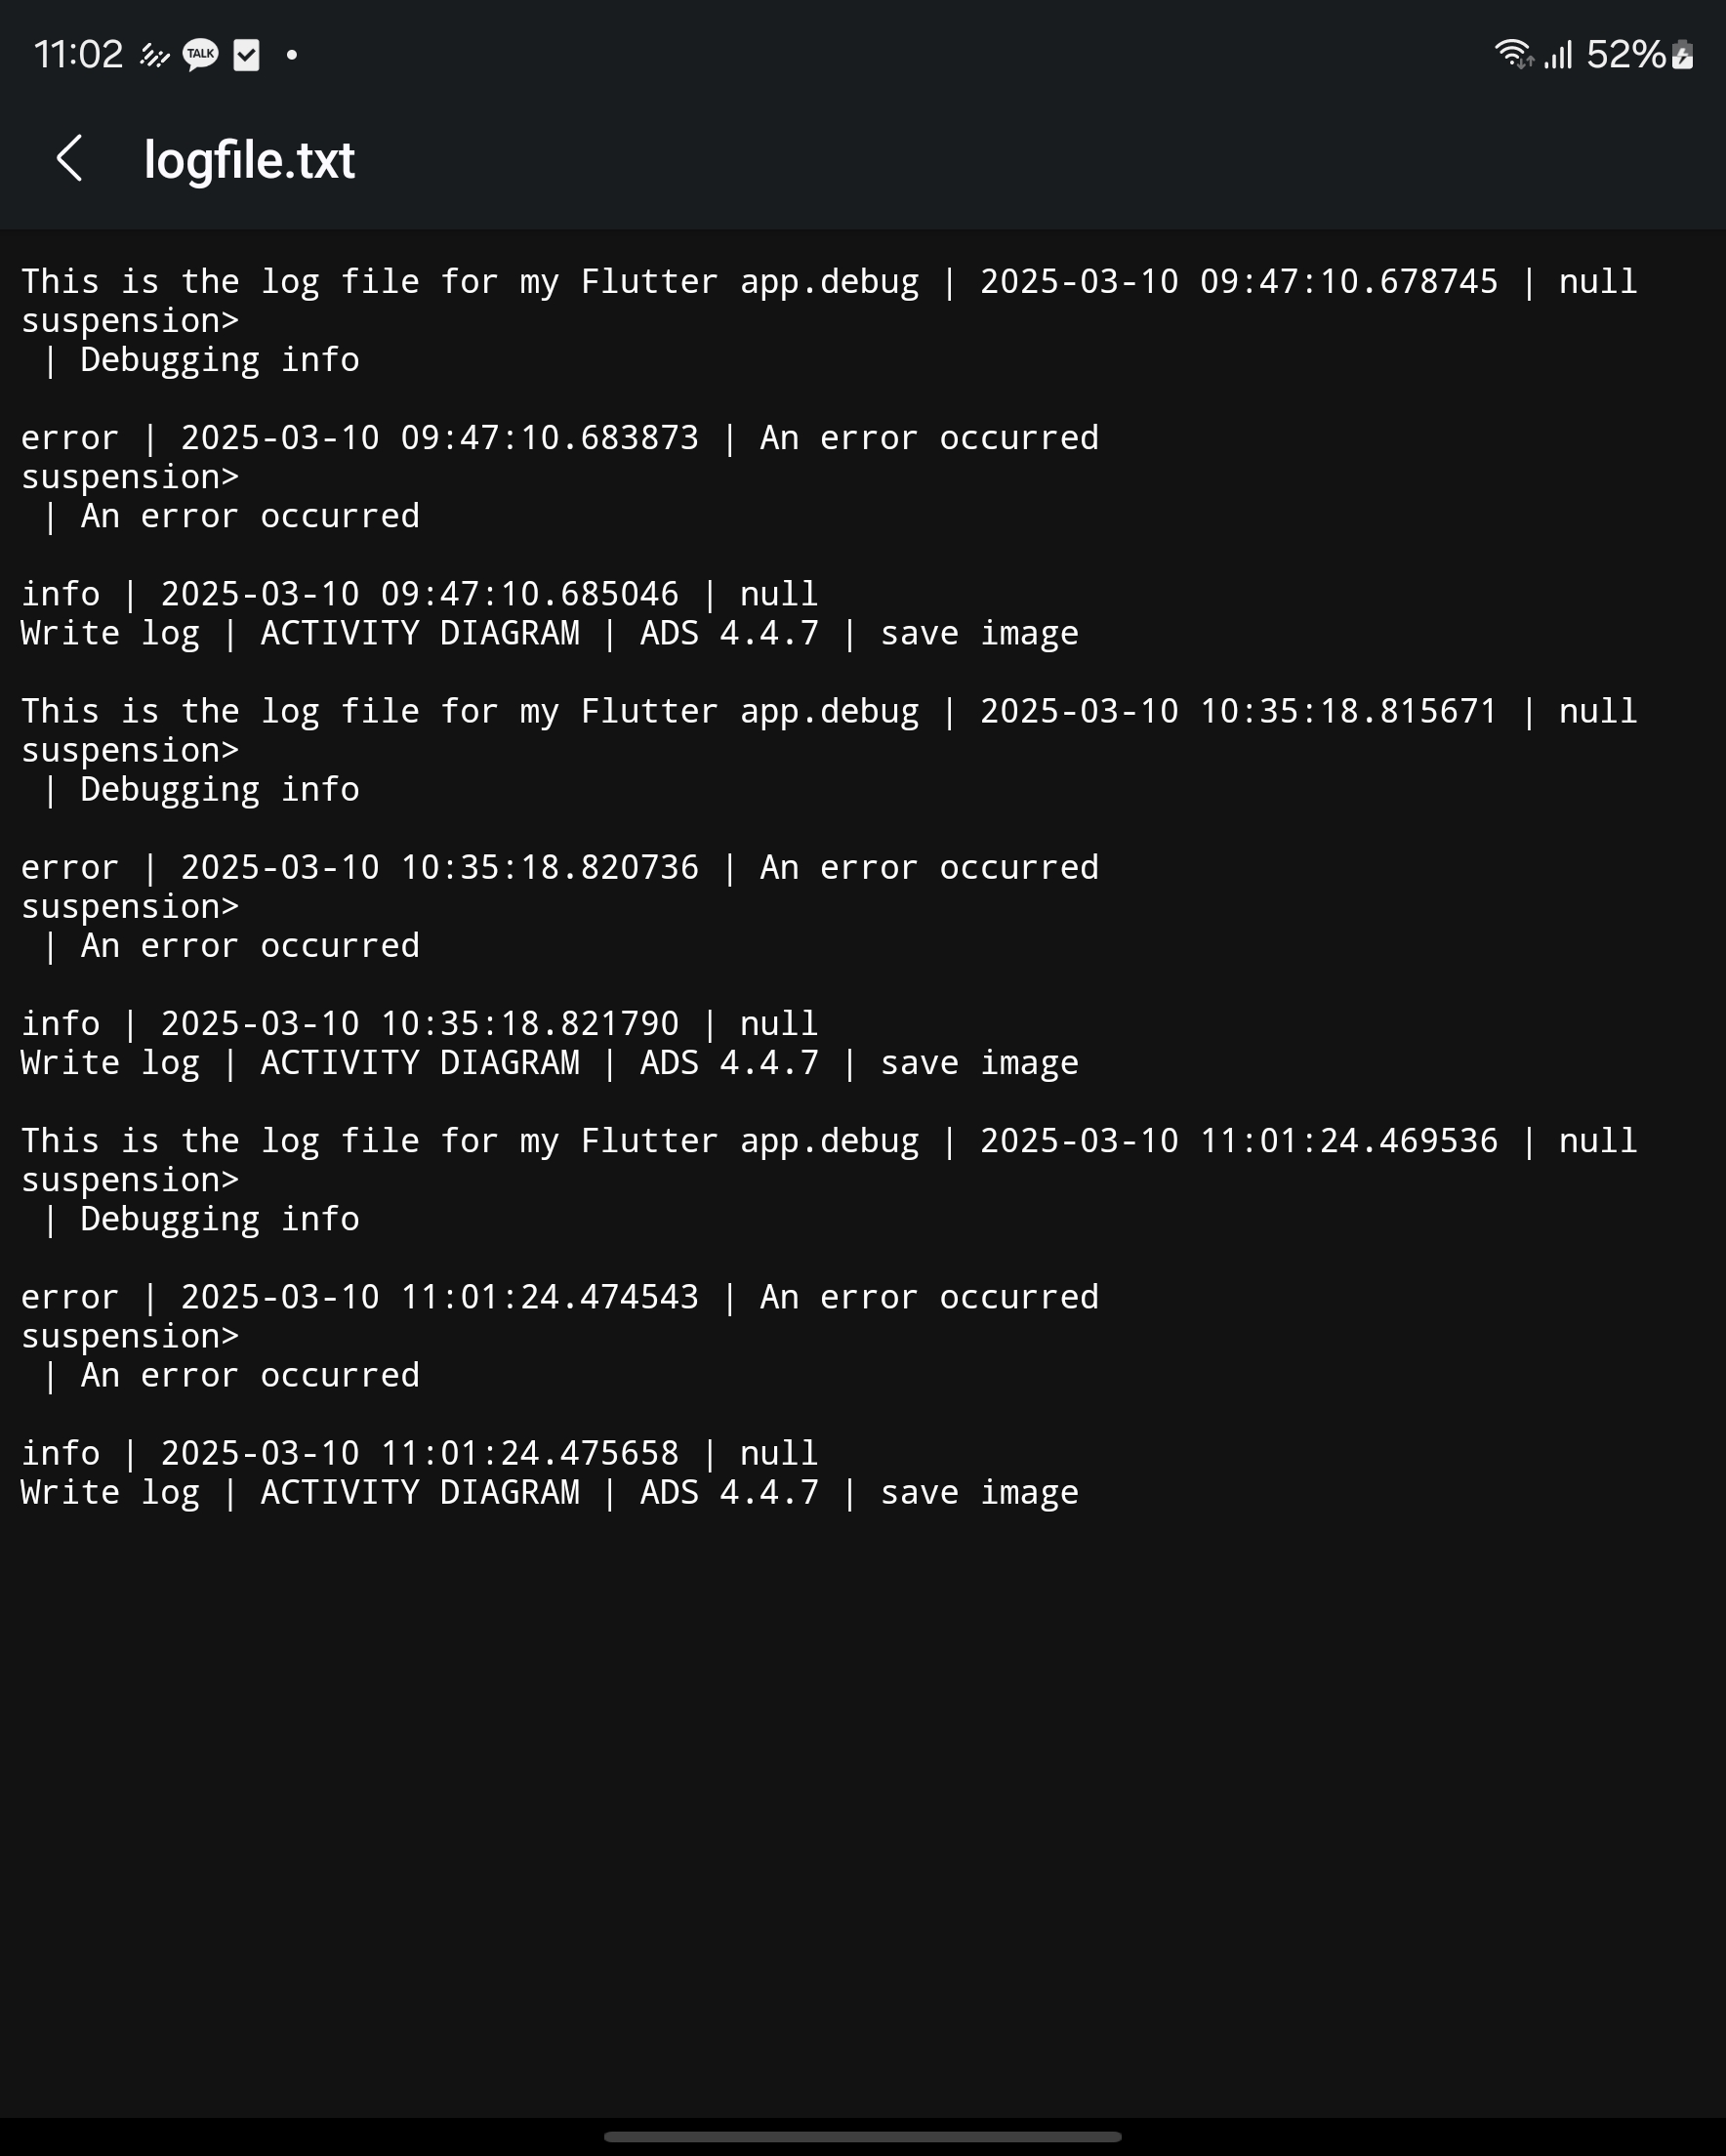 11:02 TALK 52%
logfile.txt
This is the log file for my Flutter app.debug | 2025-03-10 09:47:10.678745 | null
suspension>
 | Debugging info
error | 2025-03-10 09:47:10.683873 | An error occurred
suspension>
 | An error occurred
info | 2025-03-10 09:47:10.685046 | null
Write log | ACTIVITY DIAGRAM | ADS 4.4.7 | save image
This is the log file for my Flutter app.debug | 2025-03-10 10:35:18.815671 | null
suspension>
 | Debugging info
error | 2025-03-10 10:35:18.820736 | An error occurred
suspension>
 | An error occurred
info | 2025-03-10 10:35:18.821790 | null
Write log | ACTIVITY DIAGRAM | ADS 4.4.7 | save image
This is the log file for my Flutter app.debug | 2025-03-10 11:01:24.469536 | null
suspension>
 | Debugging info
error | 2025-03-10 11:01:24.474543 | An error occurred
suspension>
 | An error occurred
info | 2025-03-10 11:01:24.475658 | null
Write log | ACTIVITY DIAGRAM | ADS 4.4.7 | save image